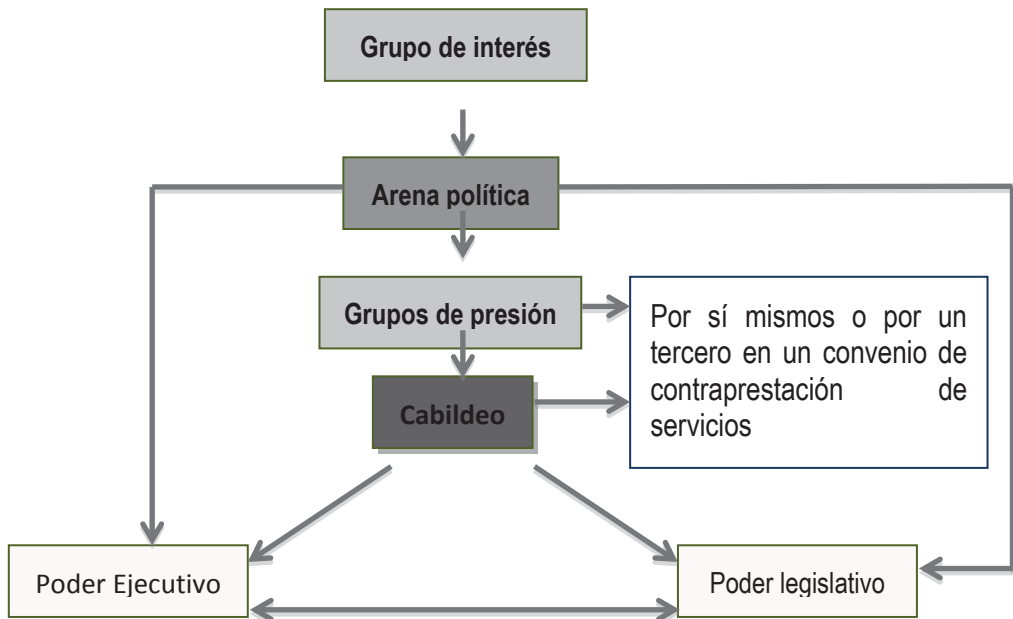 Grupo de interés
Arena política
Grupos de presión
Por sí mismos o por un
tercero en un convenio de
contraprestación de
servicios
Cabildeo
Poder Ejecutivo
Poder legislativo